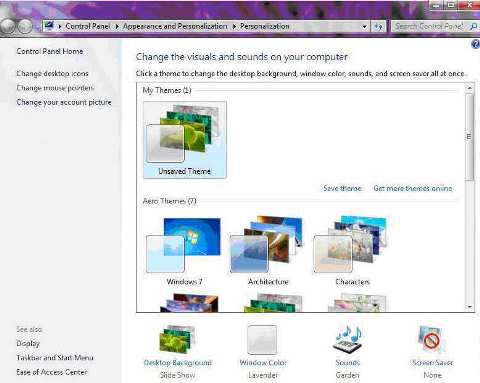 Control Panel ▸ Appearance and Personalization ▸ Personalization
Search Control Panel
Control Panel Home
Change desktop icons
Change mouse pointers
Change your account picture
Change the visuals and sounds on your computer
Click a theme to change the desktop background, window color, sounds, and screen saver all at once.
My Themes (1)
Unsaved Theme
Save theme Get more themes online
Aero Themes (7)
Windows 7 Architecture Characters
See also
Display
Taskbar and Start Menu
Ease of Access Center
Desktop Background
Slide Show
Window Color
Lavender
Sounds
Garden
Screen Saver
None